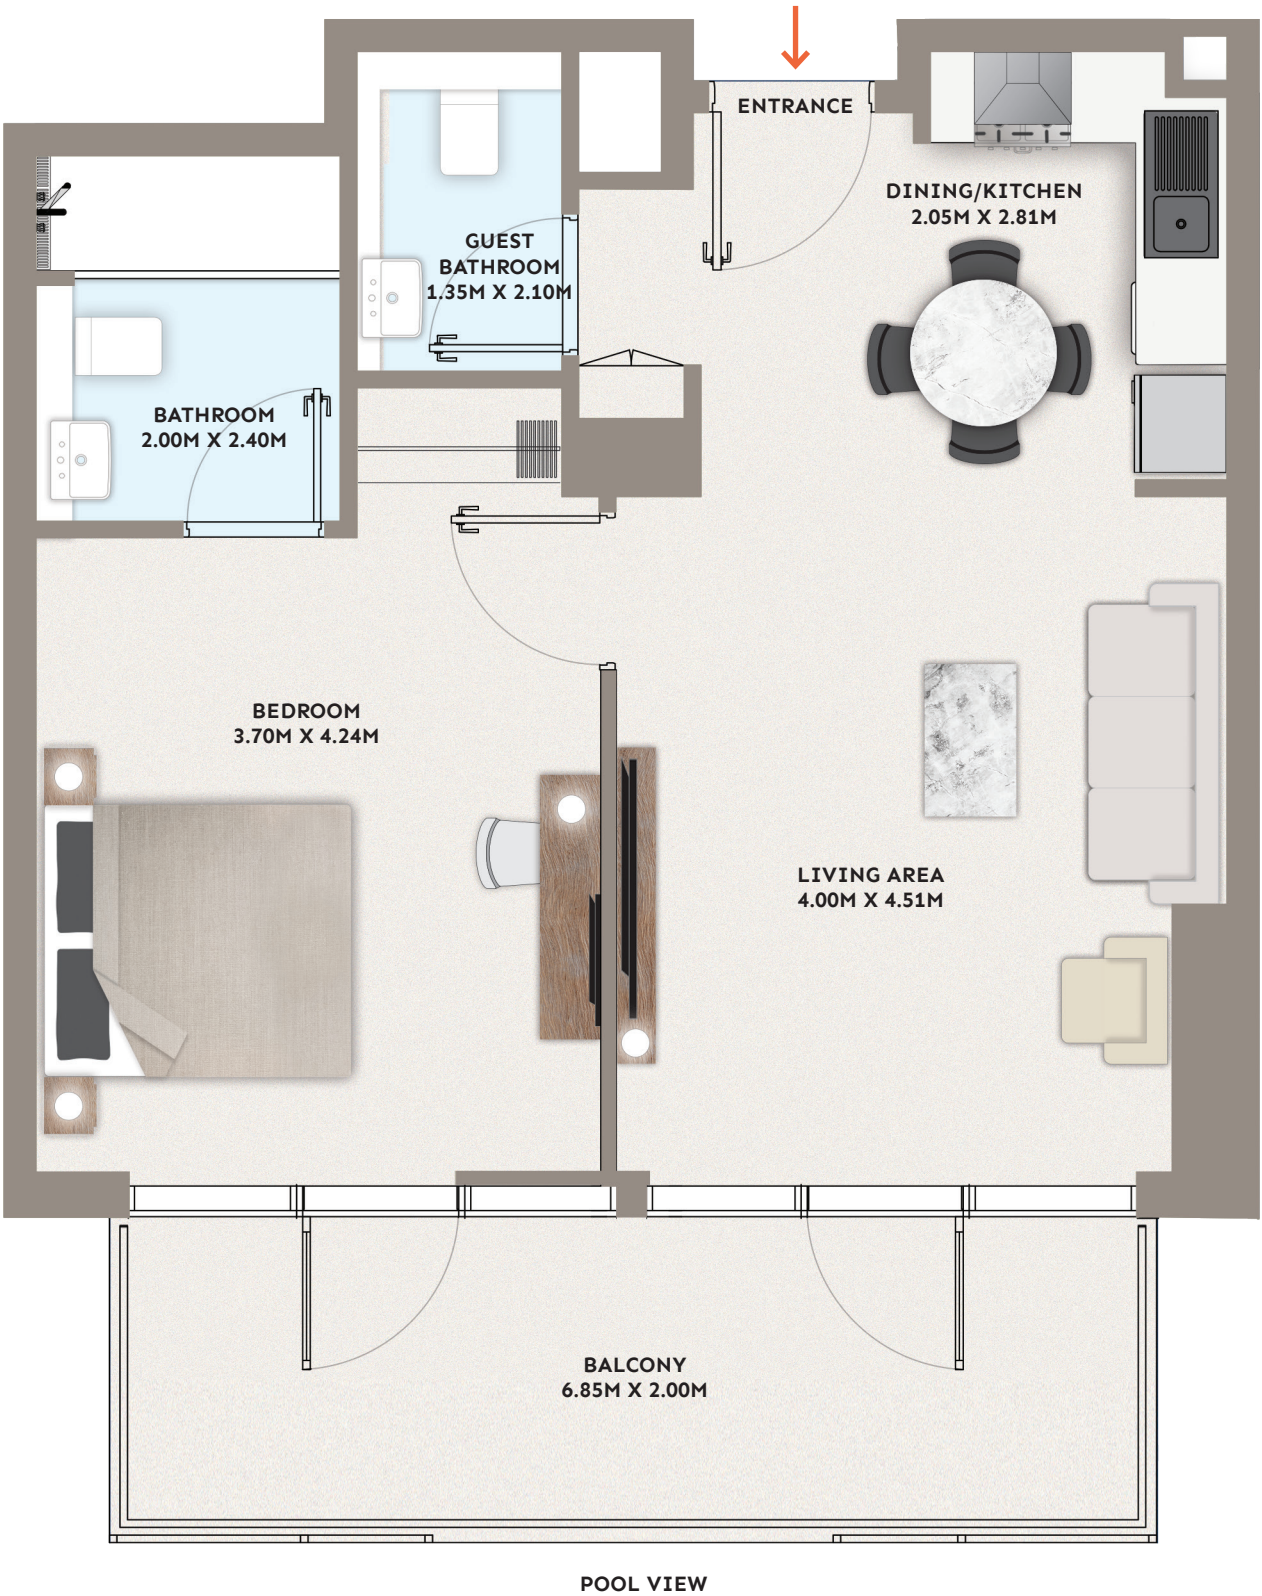 ENTRANCE
DINING/KITCHEN
2.05M X 2.81M
GUEST
BATHROOM
1.35M X 2.10M
BATHROOM
2.00M X 2.40M
BEDROOM
3.70M X 4.24M
LIVING AREA
4.00M X 4.51M
BALCONY
6.85M X 2.00M
POOL VIEW